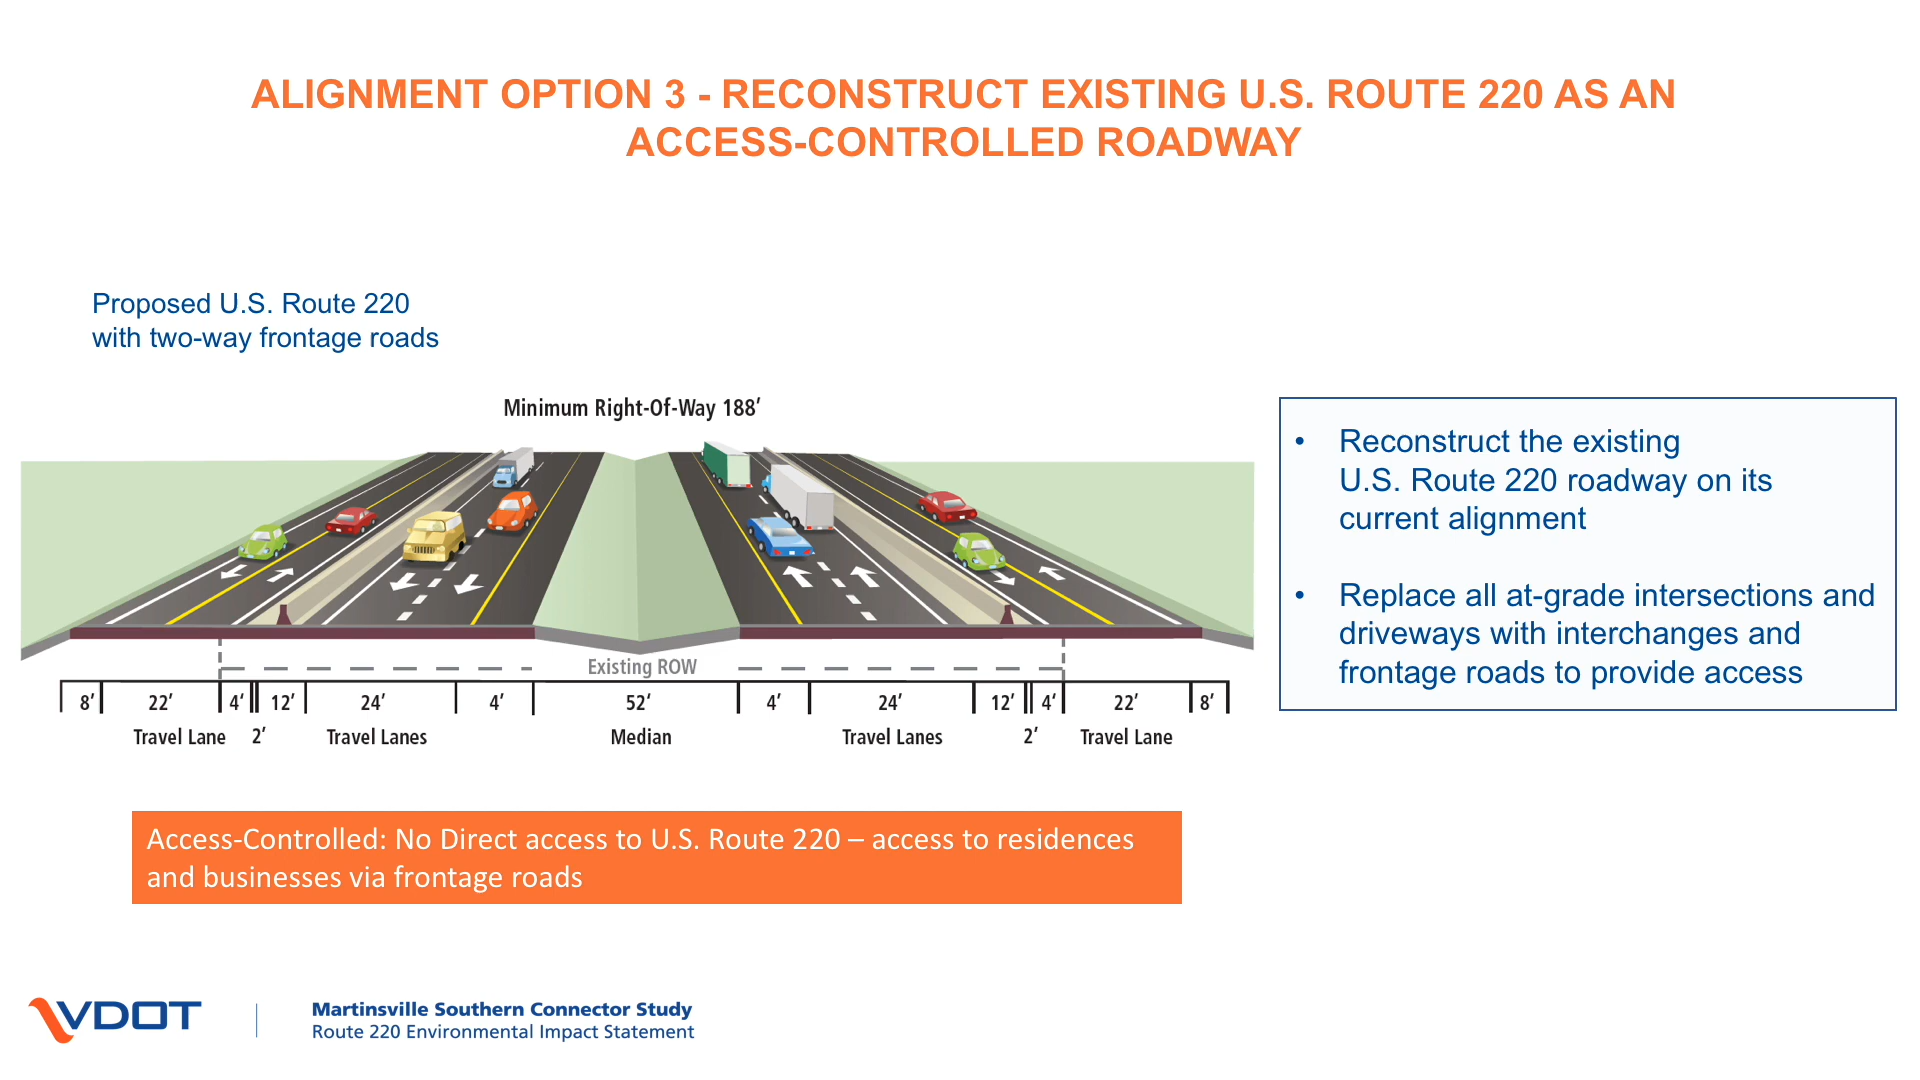 ALIGNMENT OPTION 3 - RECONSTRUCT EXISTING U.S. ROUTE 220 AS AN
ACCESS-CONTROLLED ROADWAY
Proposed U.S. Route 220
with two-way frontage roads
Minimum Right-Of-Way 188’
Existing ROW
8’ 22’ 4’ 12’ 24’ 4’ 52’ 4’ 24’ 12’ 4’ 22’ 8’
Travel Lane 2’ Travel Lanes Median Travel Lanes 2’ Travel Lane
• Reconstruct the existing
U.S. Route 220 roadway on its
current alignment
• Replace all at-grade intersections and
driveways with interchanges and
frontage roads to provide access
Access-Controlled: No Direct access to U.S. Route 220 – access to residences
and businesses via frontage roads
VDOT
Martinsville Southern Connector Study
Route 220 Environmental Impact Statement